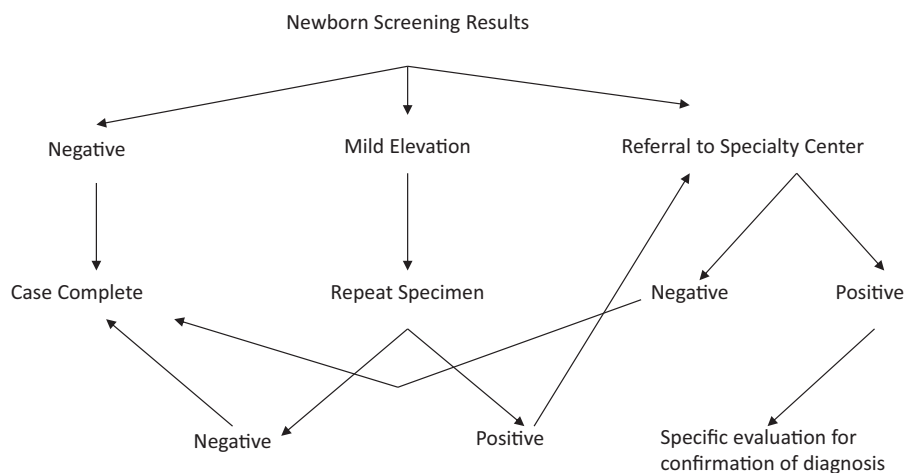 Newborn Screening Results
Negative
Mild Elevation
Referral to Specialty Center
Case Complete
Repeat Specimen
Negative
Positive
Negative
Positive
Specific evaluation for
confirmation of diagnosis